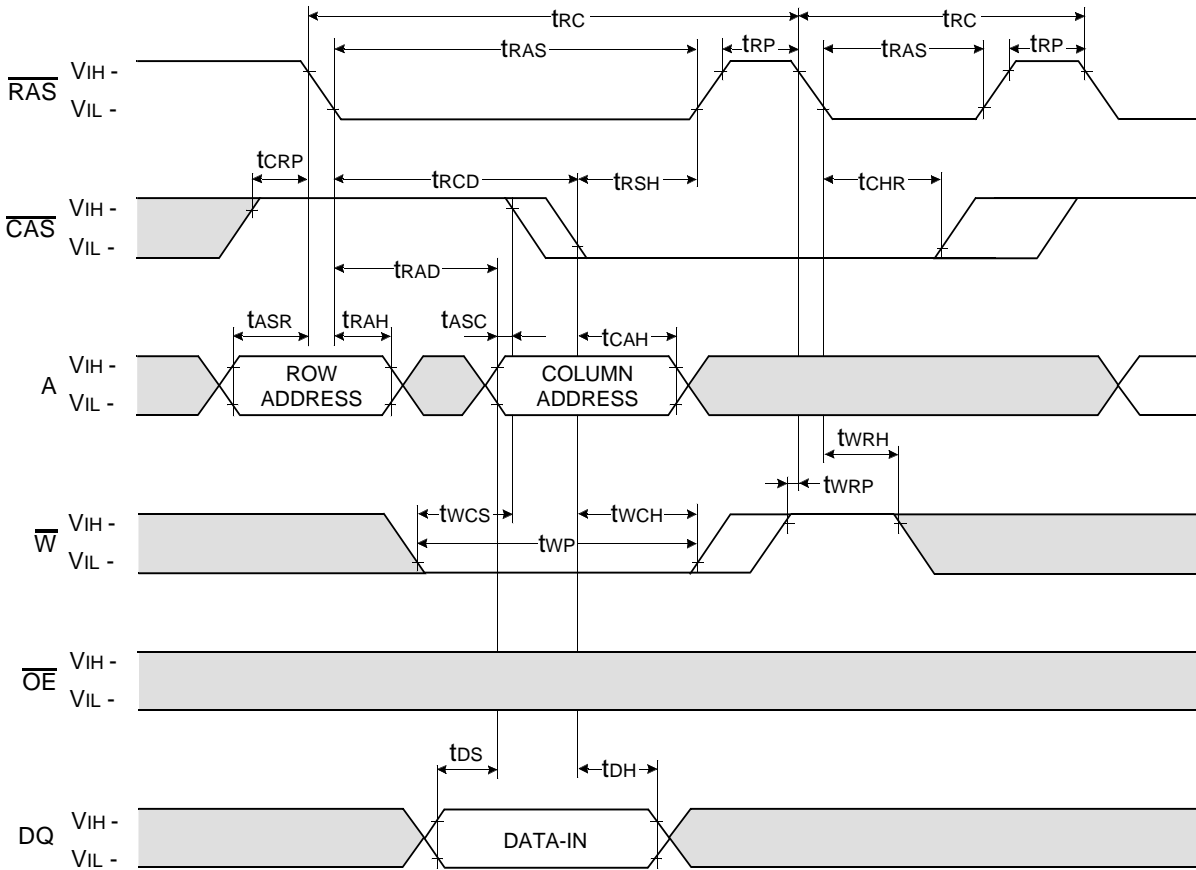 tRC tRC
tRAS tRP tRAS tRP
RAS VIH -
VIL -
tCRP tRCD tRSH tCHR
CAS VIH -
VIL -
tRAD
tASR tRAH tASC tCAH
A VIH -
VIL -
ROW
ADDRESS
COLUMN
ADDRESS
tWRH
tWRP
tWCS tWCH
W VIH -
VIL -
tWP
OE VIH -
VIL -
tDS tDH
DQ VIH -
VIL -
DATA-IN